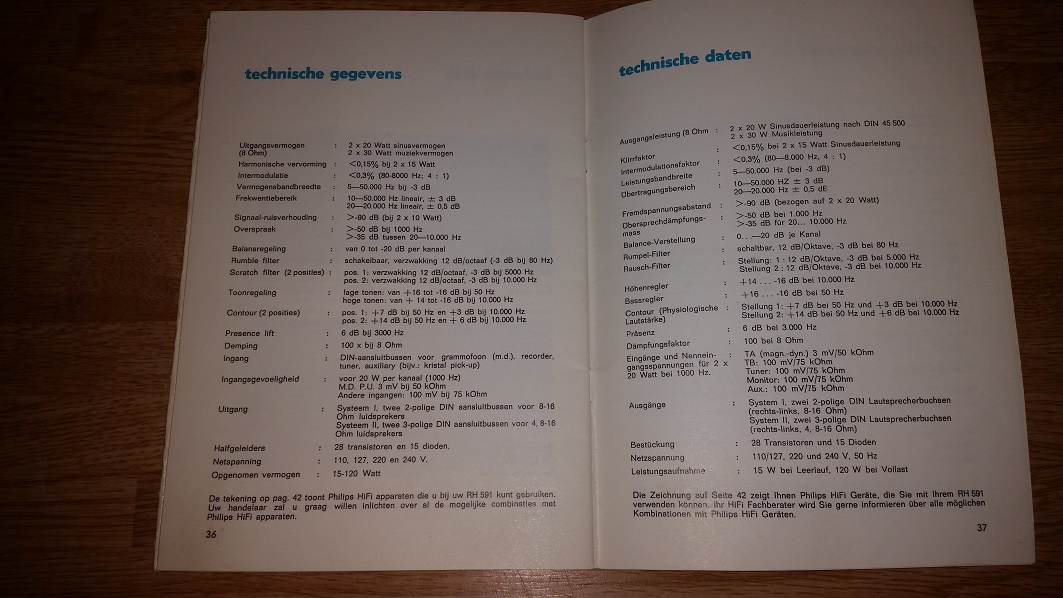 technische gegevens
Uitgangsvermogen : 2 x 20 Watt sinusvermogen
(8 Ohm) 2 x 30 Watt muziekvermogen
Harmonische vervorming : <0,15% bij 2 x 15 Watt
Intermodulatie : <0,3% (80-8000 Hz; 4 : 1)
Vermogensbandbreedte : 5—50.000 Hz bij -3 dB
Frekwentiebereik : 10—50.000 Hz lineair, ± 3 dB
20—20.000 Hz lineair, ± 0,5 dB
Signaal-ruisverhouding : >-90 dB (bij 2 x 10 Watt)
Overspraak : >-50 dB bij 1000 Hz
>-35 dB tussen 20—10.000 Hz
Balansregeling : van 0 tot -20 dB per kanaal
Rumble filter : schakelbaar, verzwakking 12 dB/octaaf (-3 dB bij 80 Hz)
Scratch filter (2 posities) : pos. 1: verzwakking 12 dB/octaaf, -3 dB bij 5000 Hz
pos. 2: verzwakking 12 dB/octaaf, -3 dB bij 10.000 Hz
Toonregeling : lage tonen: van +16 tot -16 dB bij 50 Hz
hoge tonen: van + 14 tot -16 dB bij 10.000 Hz
Contour (2 posities) : pos. 1: +7 dB bij 50 Hz en +3 dB bij 10.000 Hz
pos. 2: +14 dB bij 50 Hz en + 6 dB bij 10.000 Hz
Presence lift : 6 dB bij 3000 Hz
Demping : 100 x bij 8 Ohm
Ingang : DIN-aansluitbussen voor grammofoon (m.d.), recorder,
tuner, auxiliary (bijv.: kristal pick-up)
Ingangsgevoeligheid : voor 20 W per kanaal (1000 Hz)
M.D. P.U. 3 mV bij 50 kOhm
Andere ingangen: 100 mV bij 75 kOhm
Uitgang : Systeem I, twee 2-polige DIN aansluitbussen voor 8-16
Ohm luidsprekers
Systeem II, twee 3-polige DIN aansluitbussen voor 4, 8-16
Ohm luidsprekers
Halfgeleiders : 28 transistoren en 15 dioden.
Netspanning : 110, 127, 220 en 240 V.
Opgenomen vermogen : 15-120 Watt
De tekening op pag. 42 toont Philips HiFi apparaten die u bij uw RH 591 kunt gebruiken.
Uw handelaar zal u graag willen inlichten over al de mogelijke combinaties met
Philips HiFi apparaten.
36
technische daten
Ausgangsleistung (8 Ohm : 2 x 20 W Sinusdauerleistung nach DIN 45 500
2 x 30 W Musikleistung
Klirrfaktor : <0,15% bei 2 x 15 Watt Sinusdauerleistung
Intermodulationsfaktor : <0,3% (80—8.000 Hz, 4 : 1)
Leistungsbandbreite : 5—50.000 Hz (bei -3 dB)
Übertragungsbereich : 10—50.000 HZ ± 3 dB
20—20.000 Hz ± 0,5 dB
Fremdspannungsabstand : >-90 dB (bezogen auf 2 x 20 Watt)
Übersprechdämpfungs- : >-50 dB bei 1.000 Hz
mass >-35 dB für 20... 10.000 Hz
Balance-Verstellung : 0...—20 dB je Kanal
Rumpel-Filter : schaltbar, 12 dB/Oktave, -3 dB bei 80 Hz
Rausch-Filter : Stellung: 1 : 12 dB/Oktave, -3 dB bei 5.000 Hz
Stellung 2 : 12 dB/Oktave, -3 dB bei 10.000 Hz
Höhenregler : +14 ... -16 dB bei 10.000 Hz
Bassregler : +16 ... -16 dB bei 50 Hz
Contour (Physiologische : Stellung 1: +7 dB bei 50 Hz und +3 dB bei 10.000 Hz
Lautstärke) Stellung 2: +14 dB bei 50 Hz und +6 dB bei 10.000 Hz
Präsenz : 6 dB bei 3.000 Hz
Dämpfungsfaktor : 100 bei 8 Ohm
Eingänge und Nennein- : TA (magn.-dyn.) 3 mV/50 kOhm
gangsspannungen für 2 x TB: 100 mV/75 kOhm
20 Watt bei 1000 Hz. Tuner: 100 mV/75 kOhm
Monitor: 100 mV/75 kOhm
Aux.: 100 mV/75 kOhm
Ausgänge : System I, zwei 2-polige DIN Lautsprecherbuchsen
(rechts-links, 8-16 Ohm)
System II, zwei 3-polige DIN Lautsprecherbuchsen
(rechts-links, 4, 8-16 Ohm)
Bestückung : 28 Transistoren und 15 Dioden
Netzspannung : 110/127, 220 und 240 V, 50 Hz
Leistungsaufnahme : 15 W bei Leerlauf, 120 W bei Vollast
Die Zeichnung auf Seite 42 zeigt Ihnen Philips HiFi Geräte, die Sie mit Ihrem RH 591
verwenden können. Ihr HiFi Fachberater wird Sie gerne informieren über alle möglichen
Kombinationen mit Philips HiFi Geräten.
37